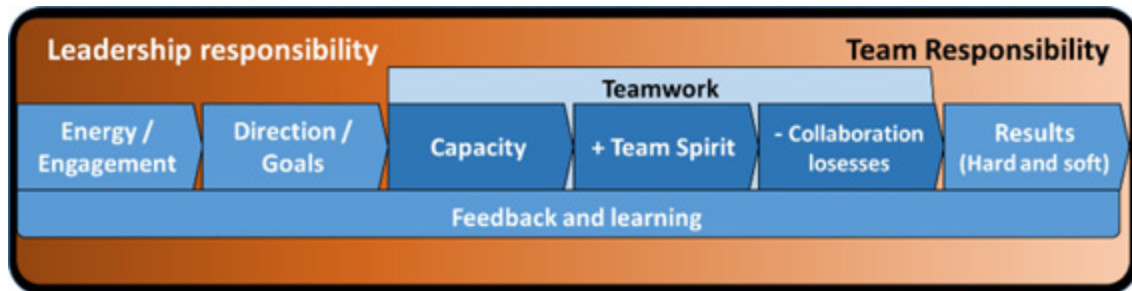 Leadership responsibility
Team Responsibility
Teamwork
Energy /
Engagement
Direction /
Goals
Capacity
+ Team Spirit
- Collaboration
losesses
Results
(Hard and soft)
Feedback and learning